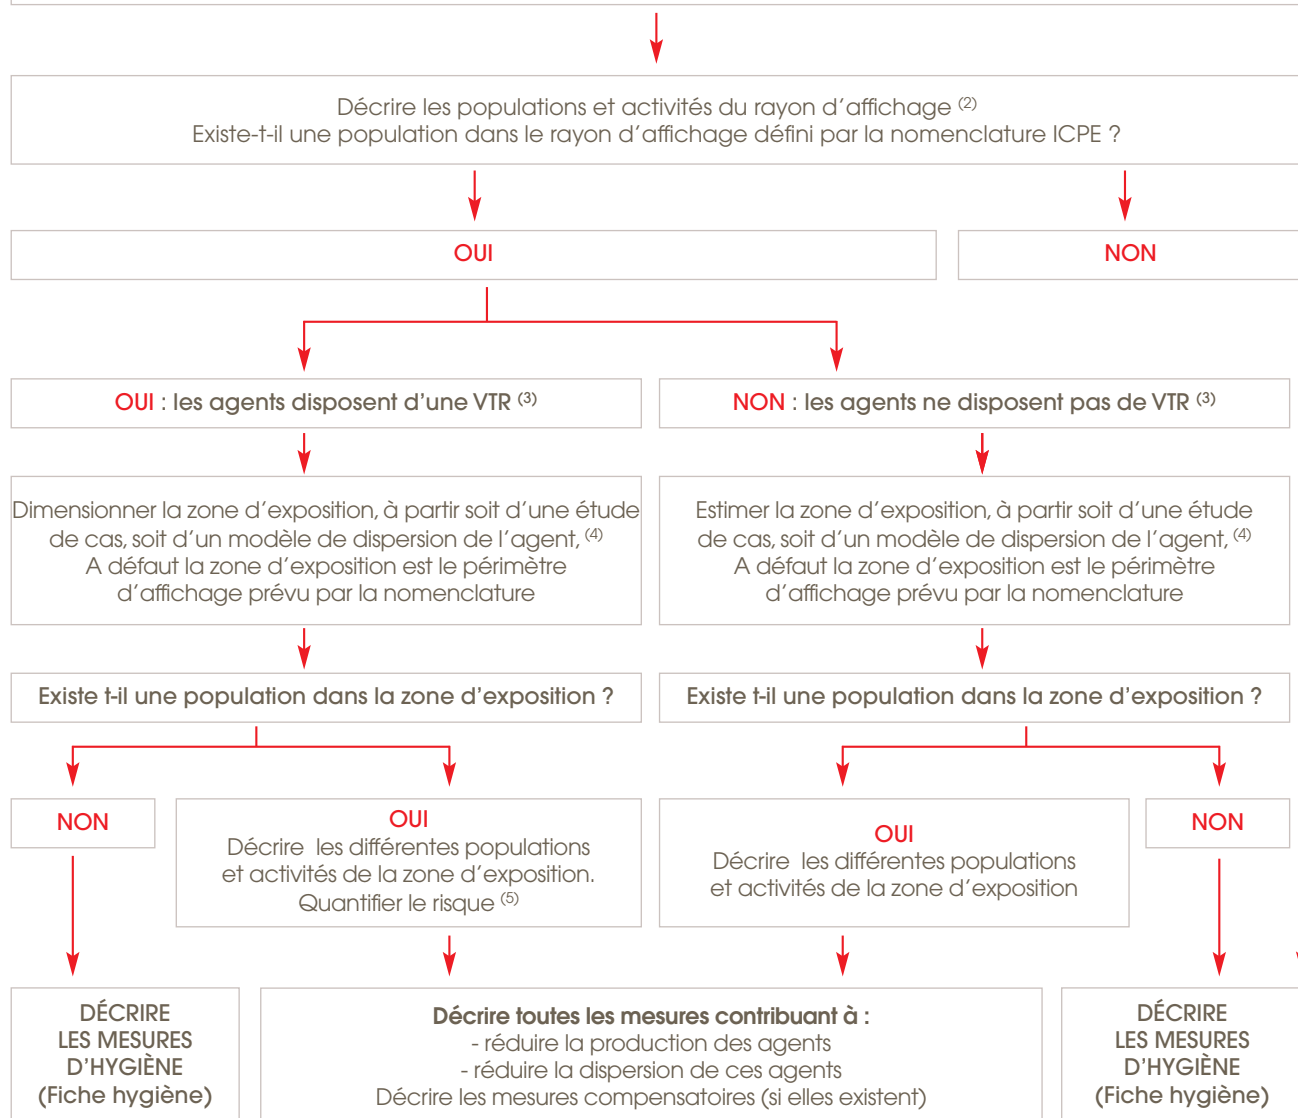 Décrire les populations et activités du rayon d'affichage (2)
Existe-t-il une population dans le rayon d'affichage défini par la nomenclature ICPE ?
OUI
NON
OUI : les agents disposent d'une VTR (3)
NON : les agents ne disposent pas de VTR (3)
Dimensionner la zone d'exposition, à partir soit d'une étude
de cas, soit d'un modèle de dispersion de l'agent, (4)
A défaut la zone d'exposition est le périmètre
d'affichage prévu par la nomenclature
Estimer la zone d'exposition, à partir soit d'une étude
de cas, soit d'un modèle de dispersion de l'agent, (4)
A défaut la zone d'exposition est le périmètre
d'affichage prévu par la nomenclature
Existe t-il une population dans la zone d'exposition ?
Existe t-il une population dans la zone d'exposition ?
NON
OUI
Décrire les différentes populations
et activités de la zone d'exposition.
Quantifier le risque (5)
OUI
Décrire les différentes populations
et activités de la zone d'exposition
NON
DÉCRIRE
LES MESURES
D'HYGIÈNE
(Fiche hygiène)
Décrire toutes les mesures contribuant à :
- réduire la production des agents
- réduire la dispersion de ces agents
Décrire les mesures compensatoires (si elles existent)
DÉCRIRE
LES MESURES
D'HYGIÈNE
(Fiche hygiène)